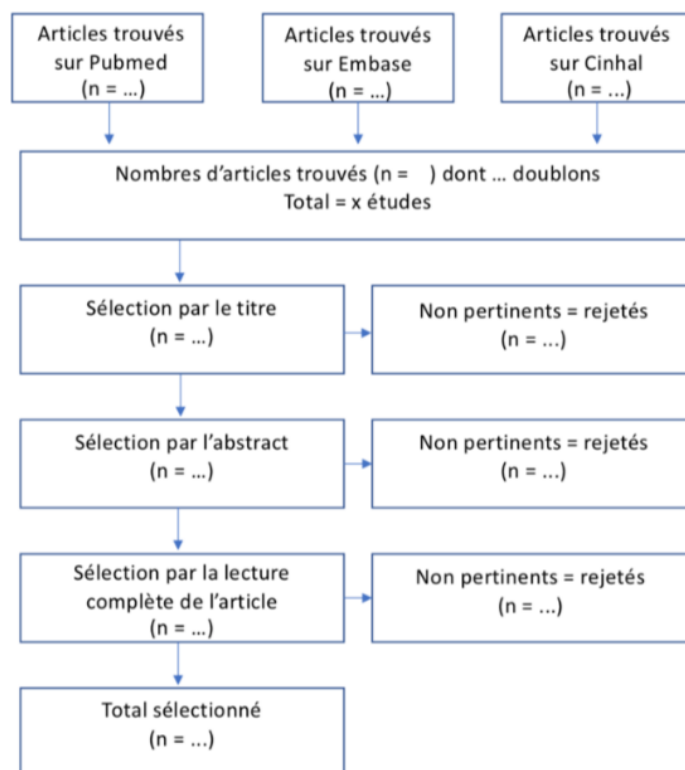 Articles trouvés
sur Pubmed
(n = ...)
Articles trouvés
sur Embase
(n = ...)
Articles trouvés
sur Cinhal
(n = ...)
Nombres d'articles trouvés (n =   ) dont ... doublons
Total = x études
Sélection par le titre
(n = ...)
Non pertinents = rejetés
(n = ...)
Sélection par l'abstract
(n = ...)
Non pertinents = rejetés
(n = ...)
Sélection par la lecture
complète de l'article
(n = ...)
Non pertinents = rejetés
(n = ...)
Total sélectionné
(n = ...)